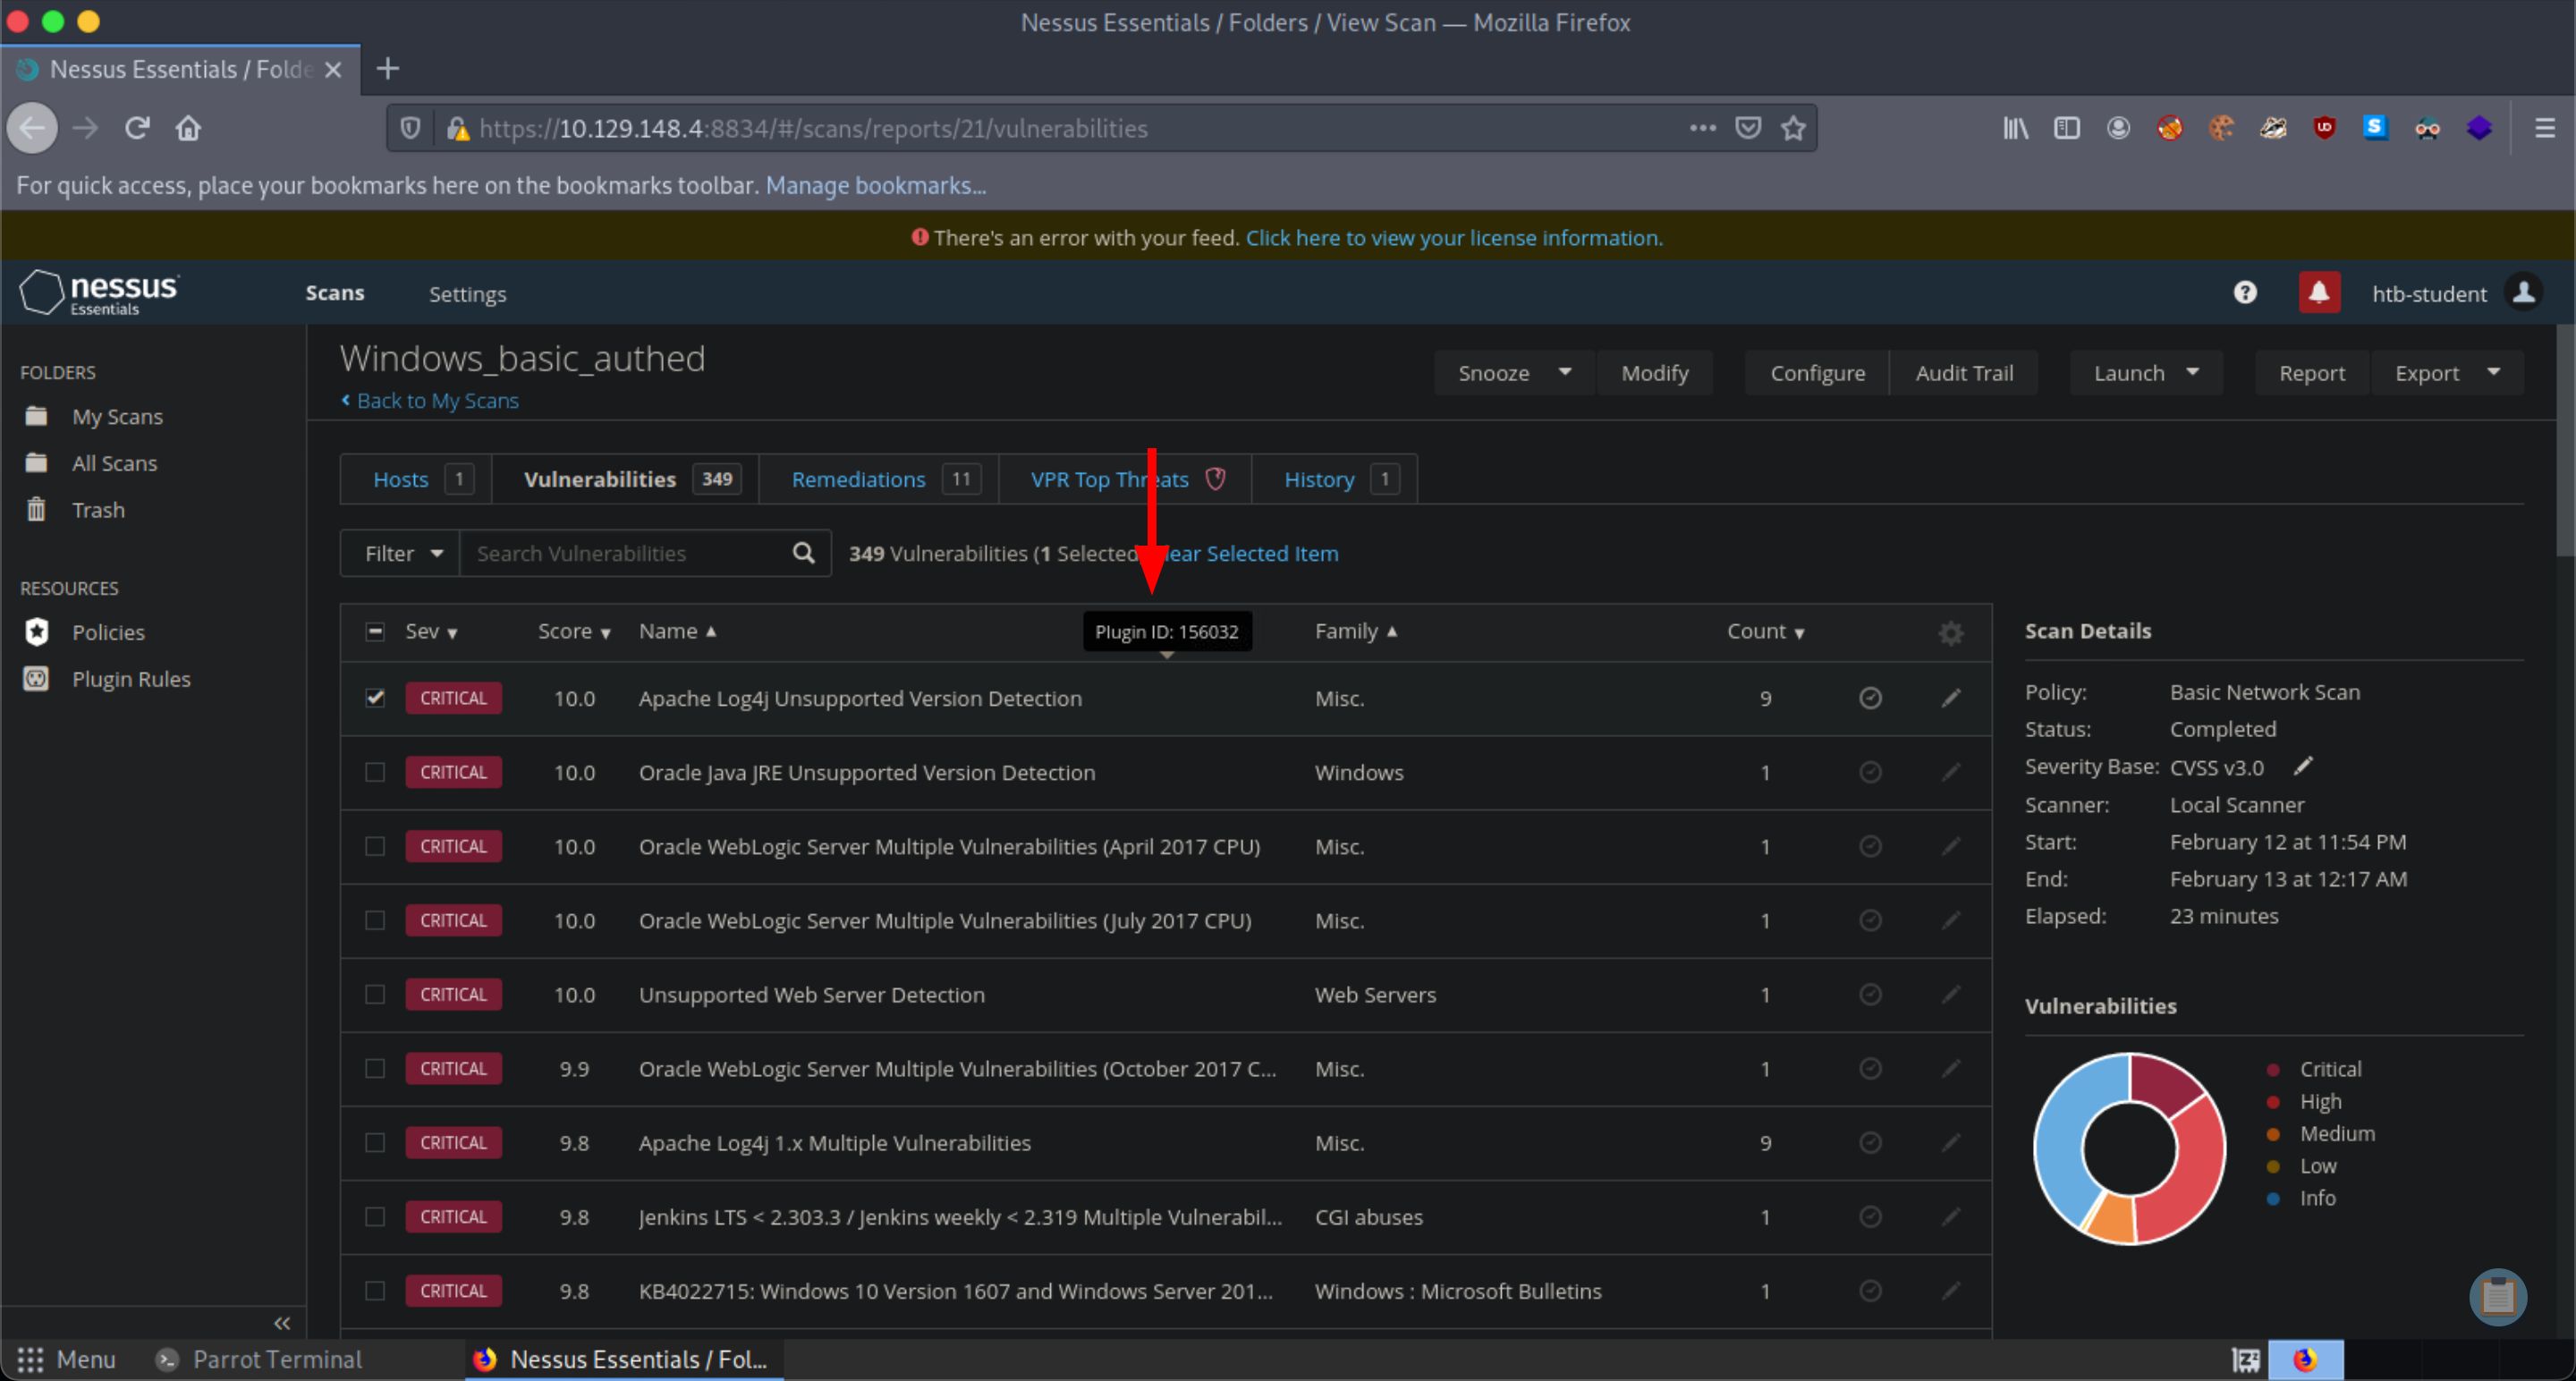 Nessus Essentials / Folders / View Scan — Mozilla Firefox
Nessus Essentials / Folde
https://10.129.148.4:8834/#/scans/reports/21/vulnerabilities
For quick access, place your bookmarks here on the bookmarks toolbar. Manage bookmarks...
There's an error with your feed. Click here to view your license information.
nessus Essentials
Scans Settings
htb-student
FOLDERS
My Scans
All Scans
Trash
RESOURCES
Policies
Plugin Rules
Windows_basic_authed
Back to My Scans
Snooze Modify Configure Audit Trail Launch Report Export
Hosts 1 Vulnerabilities 349 Remediations 11 VPR Top Threats History 1
Filter Search Vulnerabilities 349 Vulnerabilities (1 Selected Selected Item
Sev Score Name Plugin ID: 156032 Family Count
CRITICAL 10.0 Apache Log4j Unsupported Version Detection Misc. 9
CRITICAL 10.0 Oracle Java JRE Unsupported Version Detection Windows 1
CRITICAL 10.0 Oracle WebLogic Server Multiple Vulnerabilities (April 2017 CPU) Misc. 1
CRITICAL 10.0 Oracle WebLogic Server Multiple Vulnerabilities (July 2017 CPU) Misc. 1
CRITICAL 10.0 Unsupported Web Server Detection Web Servers 1
CRITICAL 9.9 Oracle WebLogic Server Multiple Vulnerabilities (October 2017 C... Misc. 1
CRITICAL 9.8 Apache Log4j 1.x Multiple Vulnerabilities Misc. 9
CRITICAL 9.8 Jenkins LTS < 2.303.3 / Jenkins weekly < 2.319 Multiple Vulnerabil... CGI abuses 1
CRITICAL 9.8 KB4022715: Windows 10 Version 1607 and Windows Server 201... Windows : Microsoft Bulletins 1
Scan Details
Policy: Basic Network Scan
Status: Completed
Severity Base: CVSS v3.0
Scanner: Local Scanner
Start: February 12 at 11:54 PM
End: February 13 at 12:17 AM
Elapsed: 23 minutes
Vulnerabilities
Critical
High
Medium
Low
Info
Menu Parrot Terminal Nessus Essentials / Fol...